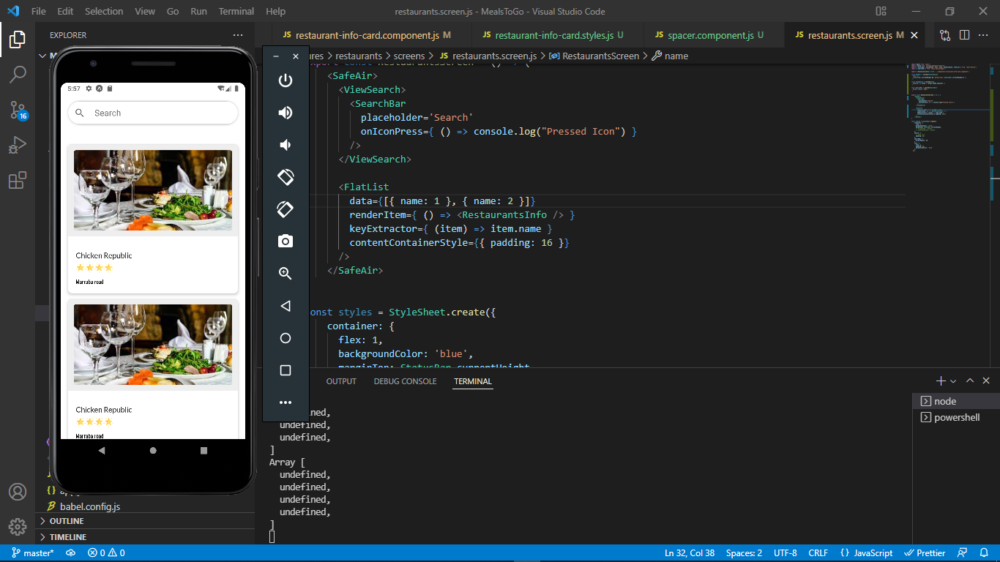 File Edit Selection View Go Run Terminal Help
restaurants.screen.js - MealsToGo - Visual Studio Code
EXPLORER
JS restaurant-info-card.component.js M
JS restaurant-info-card.styles.js U
JS spacer.component.js U
JS restaurants.screen.js M
ures > restaurants > screens > JS restaurants.screen.js > RestaurantsScreen > name
<SafeAir>
<ViewSearch>
<SearchBar
placeholder='Search'
onIconPress={ () => console.log("Pressed Icon") }
/>
</ViewSearch>
<FlatList
data={[{ name: 1 }, { name: 2 }]}
renderItem={ () => <RestaurantsInfo /> }
keyExtractor={ (item) => item.name }
contentContainerStyle={{ padding: 16 }}
/>
</SafeAir>
onst styles = StyleSheet.create({
container: {
flex: 1,
backgroundColor: 'blue',
marginTop: StatusBar.currentHeight
5:57
Search
Chicken Republic
Marraba road
Chicken Republic
Marraba road
16
OUTPUT DEBUG CONSOLE TERMINAL
node
powershell
ined,
undefined,
undefined,
]
Array [
undefined,
undefined,
undefined,
undefined,
]
{}
babel.config.js
OUTLINE
TIMELINE
master* 0 0 Ln 32, Col 38 Spaces: 2 UTF-8 CRLF {} JavaScript Prettier